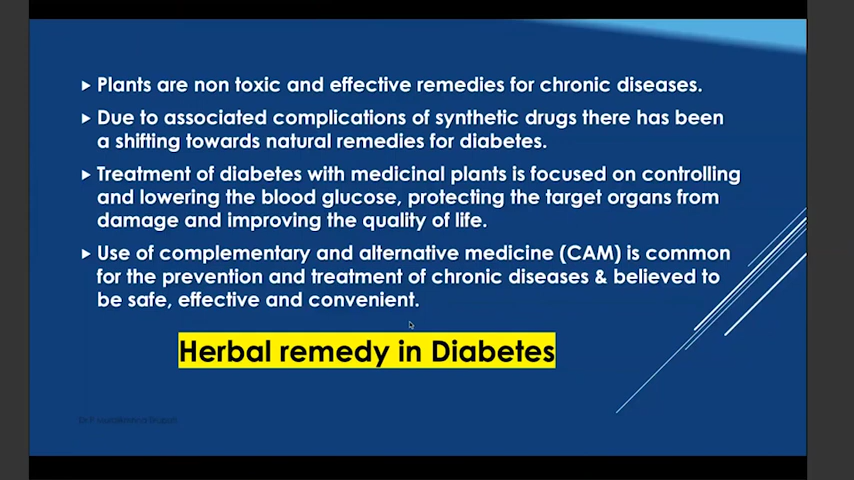 Plants are non toxic and effective remedies for chronic diseases.
Due to associated complications of synthetic drugs there has been
a shifting towards natural remedies for diabetes.
Treatment of diabetes with medicinal plants is focused on controlling
and lowering the blood glucose, protecting the target organs from
damage and improving the quality of life.
Use of complementary and alternative medicine (CAM) is common
for the prevention and treatment of chronic diseases & believed to
be safe, effective and convenient.
Herbal remedy in Diabetes